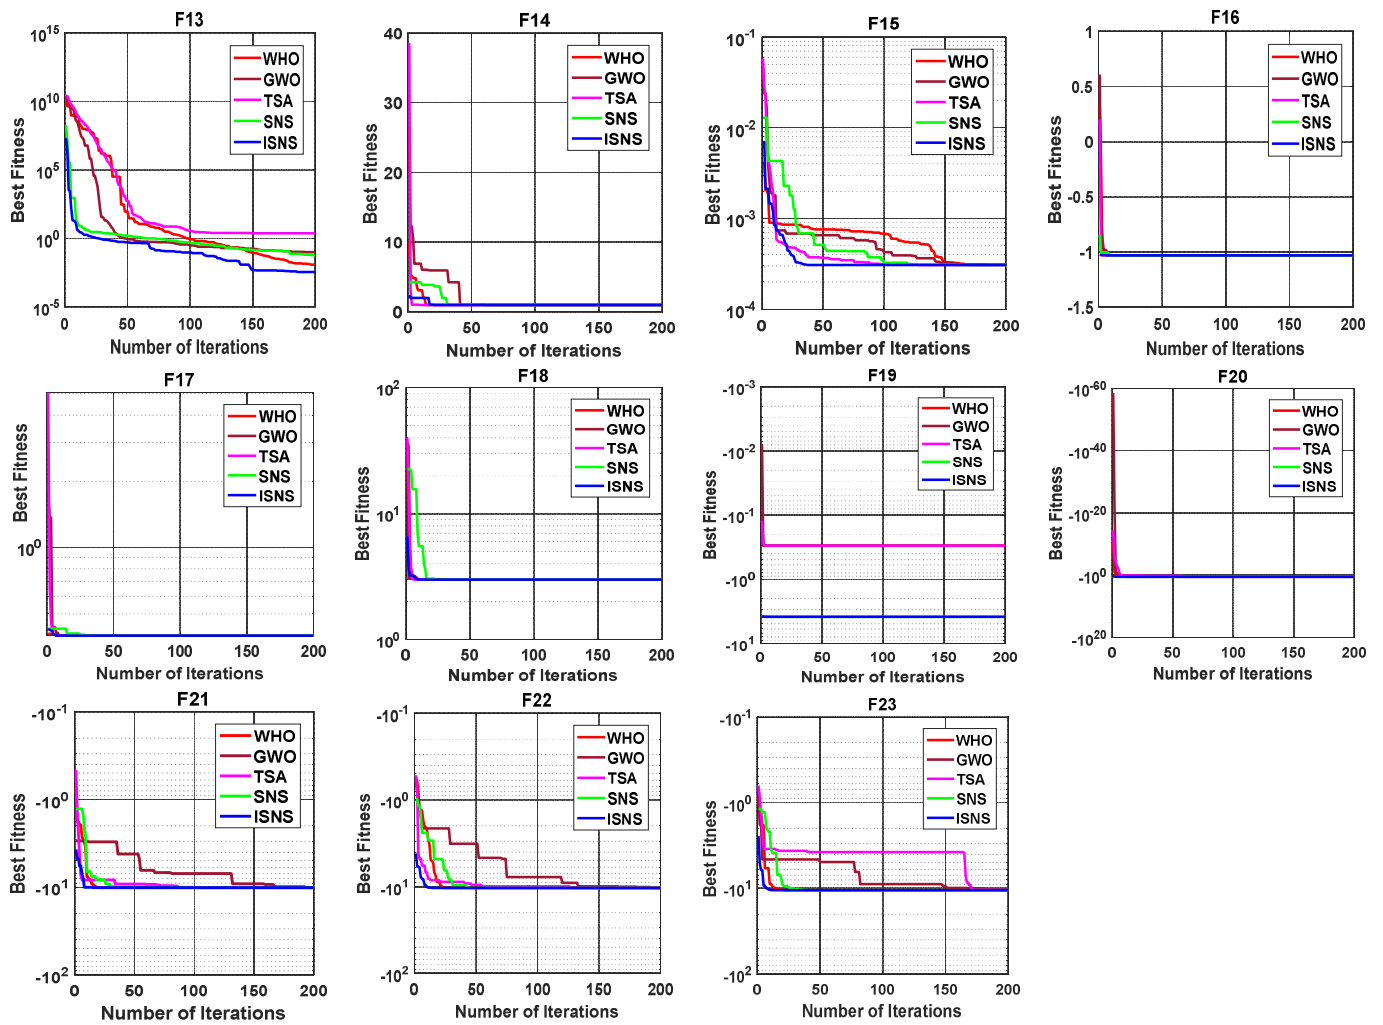 F13
10^15
10^10
10^5
10^0
10^-5
Best Fitness
WHO
GWO
TSA
SNS
ISNS
0 50 100 150 200
Number of Iterations
F14
40
30
20
10
0
Best Fitness
WHO
GWO
TSA
SNS
ISNS
0 50 100 150 200
Number of Iterations
F15
10^-1
10^-2
10^-3
10^-4
Best Fitness
WHO
GWO
TSA
SNS
ISNS
0 50 100 150 200
Number of Iterations
F16
1
0.5
0
-0.5
-1
-1.5
Best Fitness
WHO
GWO
TSA
SNS
ISNS
0 50 100 150 200
Number of Iterations
F17
10^0
Best Fitness
WHO
GWO
TSA
SNS
ISNS
0 50 100 150 200
Number of Iterations
F18
10^2
10^1
10^0
Best Fitness
WHO
GWO
TSA
SNS
ISNS
0 50 100 150 200
Number of Iterations
F19
-10^-3
-10^-2
-10^-1
-10^0
-10^1
Best Fitness
WHO
GWO
TSA
SNS
ISNS
0 50 100 150 200
Number of Iterations
F20
-10^-60
-10^-40
-10^-20
-10^0
-10^20
Best Fitness
WHO
GWO
TSA
SNS
ISNS
0 50 100 150 200
Number of Iterations
F21
-10^-1
-10^0
-10^1
-10^2
Best Fitness
WHO
GWO
TSA
SNS
ISNS
0 50 100 150 200
Number of Iterations
F22
-10^-1
-10^0
-10^1
-10^2
Best Fitness
WHO
GWO
TSA
SNS
ISNS
0 50 100 150 200
Number of Iterations
F23
-10^-1
-10^0
-10^1
-10^2
Best Fitness
WHO
GWO
TSA
SNS
ISNS
0 50 100 150 200
Number of Iterations